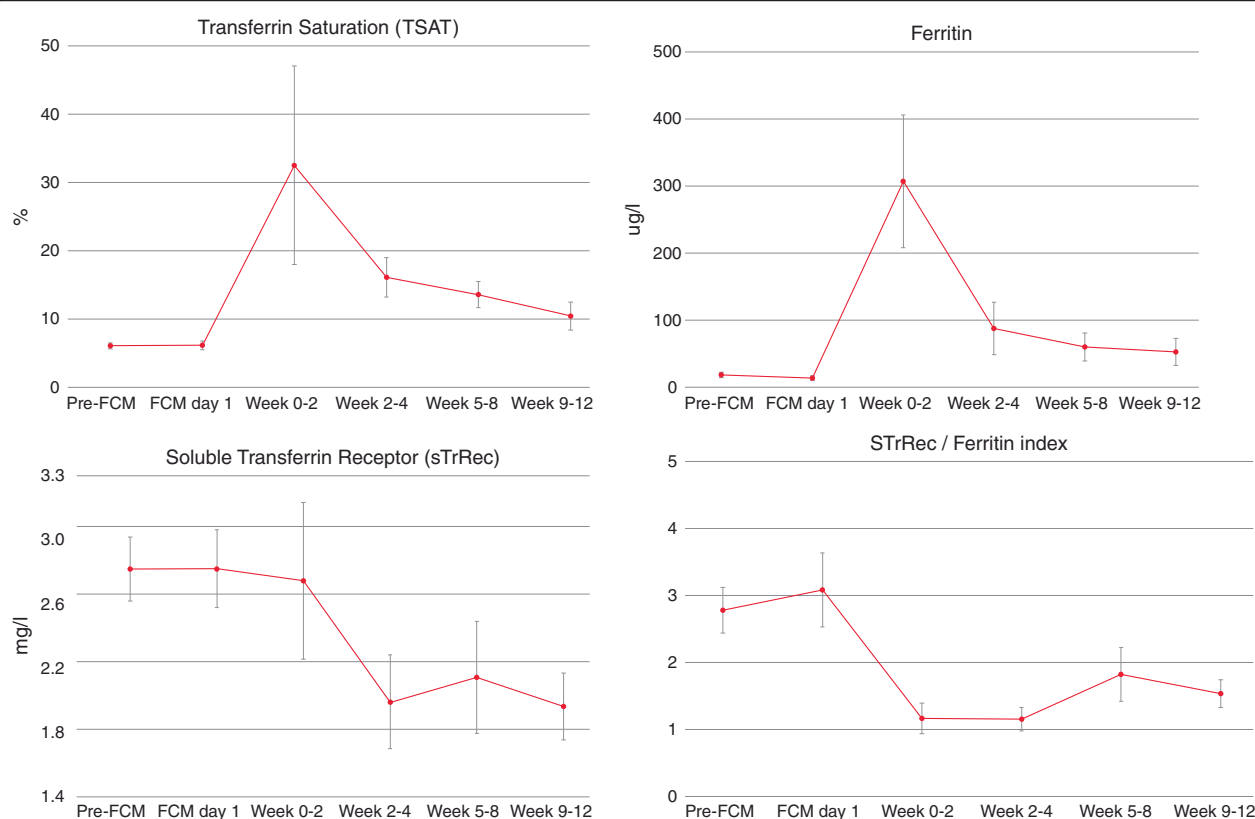 Transferrin Saturation (TSAT)
50
40
30
20
10
0
%
Pre-FCM FCM day 1 Week 0-2 Week 2-4 Week 5-8 Week 9-12
Ferritin
500
400
300
200
100
0
ug/l
Pre-FCM FCM day 1 Week 0-2 Week 2-4 Week 5-8 Week 9-12
Soluble Transferrin Receptor (sTrRec)
3.3
3.0
2.6
2.2
1.8
1.4
mg/l
Pre-FCM FCM day 1 Week 0-2 Week 2-4 Week 5-8 Week 9-12
STrRec / Ferritin index
5
4
3
2
1
0
Pre-FCM FCM day 1 Week 0-2 Week 2-4 Week 5-8 Week 9-12